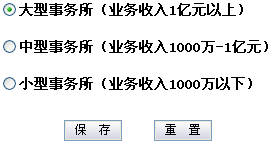 大型事务所（业务收入1亿元以上）
中型事务所（业务收入1000万-1亿元）
小型事务所（业务收入1000万以下）
保 存 重 置